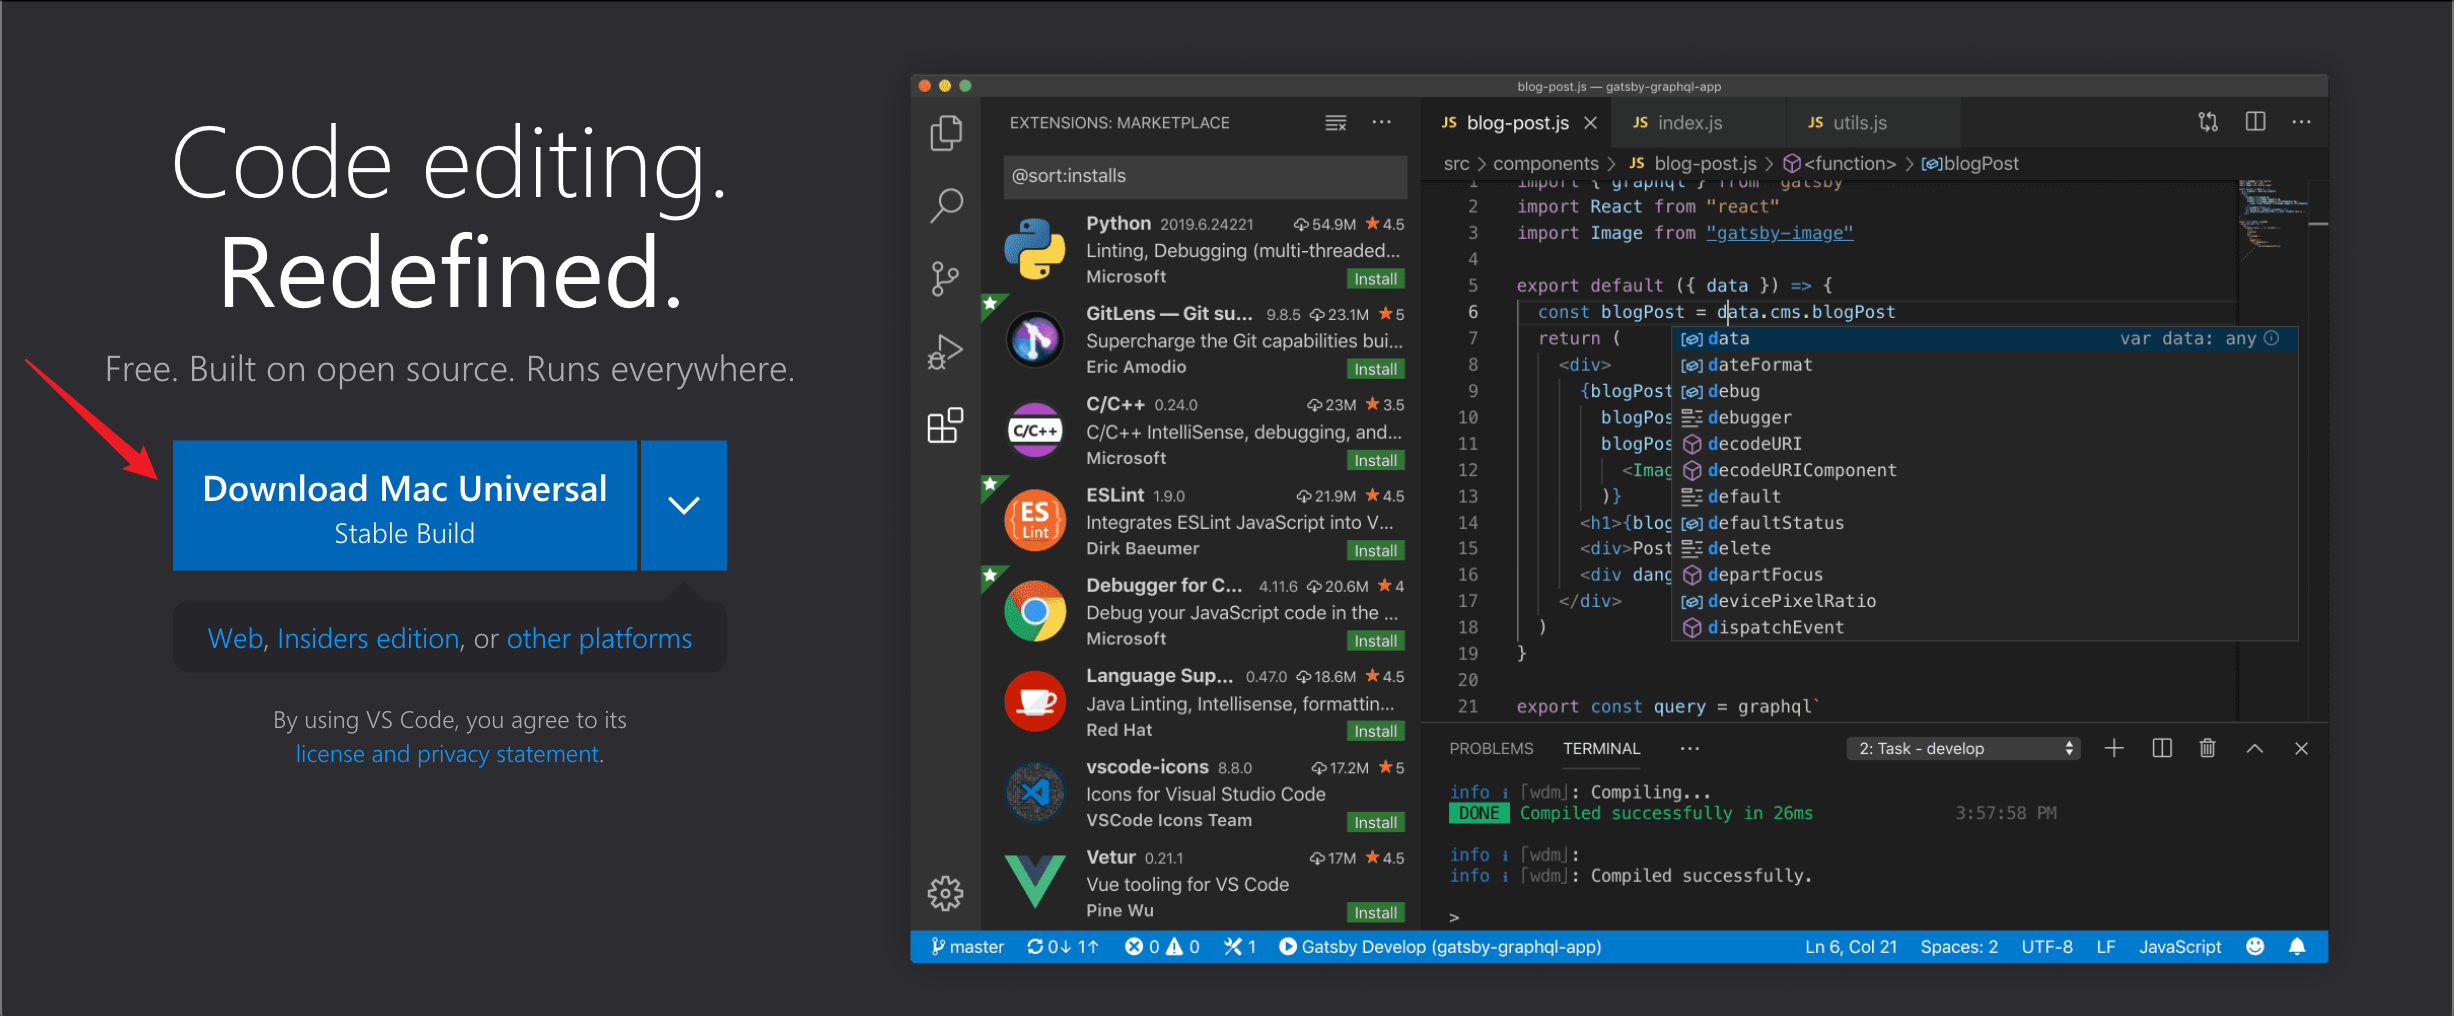 Code editing.
Redefined.
Free. Built on open source. Runs everywhere.
Download Mac Universal
Stable Build
Web, Insiders edition, or other platforms
By using VS Code, you agree to its
license and privacy statement.
blog-post.js — gatsby-graphql-app
EXTENSIONS: MARKETPLACE
@sort:installs
Python 2019.6.24221 54.9M 4.5
Linting, Debugging (multi-threaded...
Microsoft Install
GitLens — Git su... 9.8.5 23.1M 5
Supercharge the Git capabilities bui...
Eric Amodio Install
C/C++
C/C++ 0.24.0 23M 3.5
C/C++ IntelliSense, debugging, and...
Microsoft Install
ES
Lint
ESLint 1.9.0 21.9M 4.5
Integrates ESLint JavaScript into V...
Dirk Baeumer Install
Debugger for C... 4.11.6 20.6M 4
Debug your JavaScript code in the ...
Microsoft Install
Language Sup... 0.47.0 18.6M 4.5
Java Linting, Intellisense, formattin...
Red Hat Install
vscode-icons 8.8.0 17.2M 5
Icons for Visual Studio Code
VSCode Icons Team Install
Vetur 0.21.1 17M 4.5
Vue tooling for VS Code
Pine Wu Install
JS blog-post.js JS index.js JS utils.js
src > components > JS blog-post.js > <function> > blogPost
1 import { graphql } from "gatsby"
2 import React from "react"
3 import Image from "gatsby-image"
4
5 export default ({ data }) => {
6 const blogPost = data.cms.blogPost
7 return (
8 <div>
9 {blogPost
10 blogPos
11 blogPos
12 <Imag
13 )}
14 <h1>{blog
15 <div>Post
16 <div dang
17 </div>
18 )
19 }
20
21 export const query = graphql`
data var data: any
dateFormat
debug
debugger
decodeURI
decodeURIComponent
default
defaultStatus
delete
departFocus
devicePixelRatio
dispatchEvent
PROBLEMS TERMINAL ... 2: Task - develop
info i ⌈wdm⌋: Compiling...
DONE Compiled successfully in 26ms 3:57:58 PM
info i ⌈wdm⌋:
info i ⌈wdm⌋: Compiled successfully.
>
master 0↓ 1↑ 0 0 1 Gatsby Develop (gatsby-graphql-app) Ln 6, Col 21 Spaces: 2 UTF-8 LF JavaScript